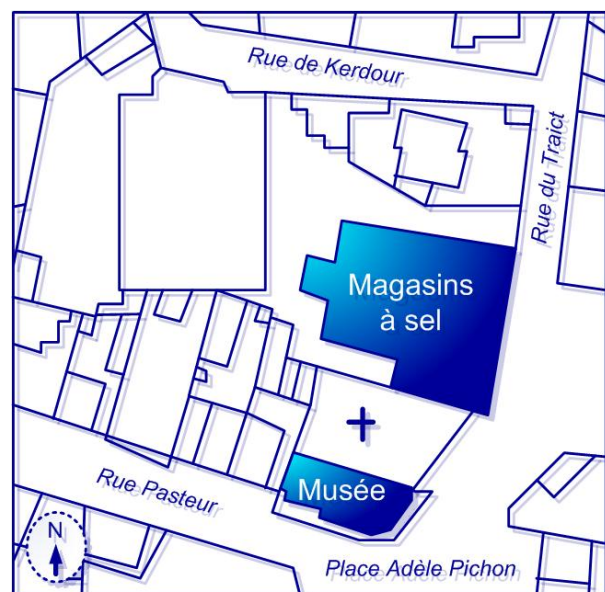 Rue de Kerdour
Rue du Traict
Magasins
à sel
Musée
Rue Pasteur
N
Place Adèle Pichon